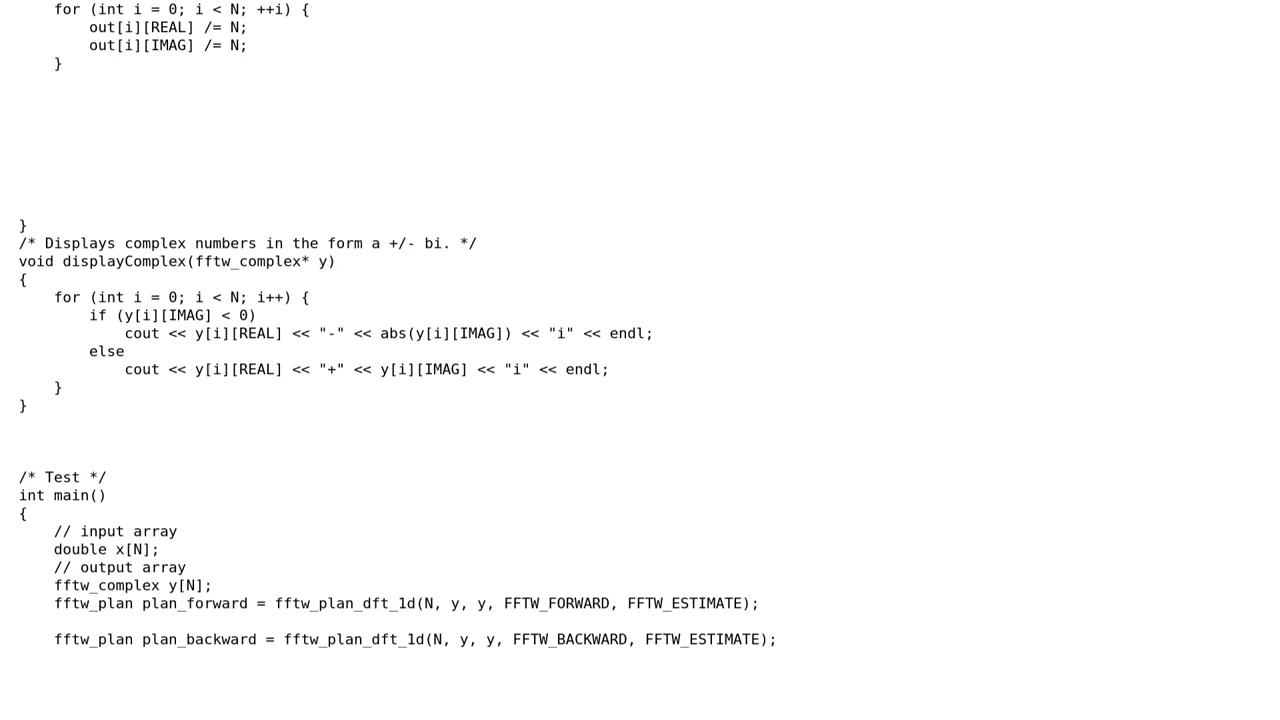 for (int i = 0; i < N; ++i) {
out[i][REAL] /= N;
out[i][IMAG] /= N;
}
}
/* Displays complex numbers in the form a +/- bi. */
void displayComplex(fftw_complex* y)
{
for (int i = 0; i < N; i++) {
if (y[i][IMAG] < 0)
cout << y[i][REAL] << "-" << abs(y[i][IMAG]) << "i" << endl;
else
cout << y[i][REAL] << "+" << y[i][IMAG] << "i" << endl;
}
}
/* Test */
int main()
{
// input array
double x[N];
// output array
fftw_complex y[N];
fftw_plan plan_forward = fftw_plan_dft_1d(N, y, y, FFTW_FORWARD, FFTW_ESTIMATE);
fftw_plan plan_backward = fftw_plan_dft_1d(N, y, y, FFTW_BACKWARD, FFTW_ESTIMATE);